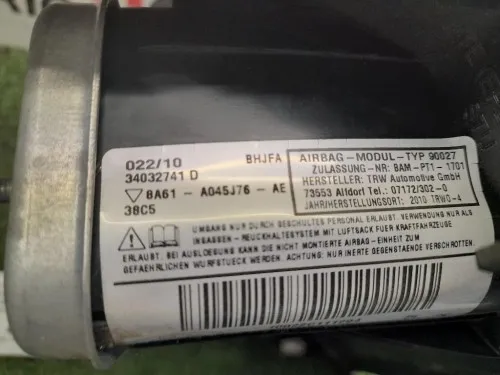 022/10
BHJFA
34032741 D
8A61 - A045J76 - AE
38C5
AIRBAG-MODUL-TYP 90027
ZULASSUNG-NR: BAM-PT1-1701
HERSTELLER: TRW Automotive GmbH
73553 Alfdorf Tel.: 07172/302-0
JAHR/HERSTELLUNGSORT: 2010 TRWO-4
UMGANG NUR DURCH GESCHULTES PERSONAL ERLAUBT. VERWENDUNG NUR ALS
INSASSEN-RUECKHALTESYSTEM MIT LUFTSACK FUER KRAFTFAHRZEUGE
ERLAUBT. BEI AUSLOESUNG KANN DIE NICHT MONTIERTE AIRBAG-EINHEIT ZUM
GEFAEHRLICHEN WURFSTUECK WERDEN. ACHTUNG: NUR INERTE GEGENSTAENDE VERSCHROTTEN.